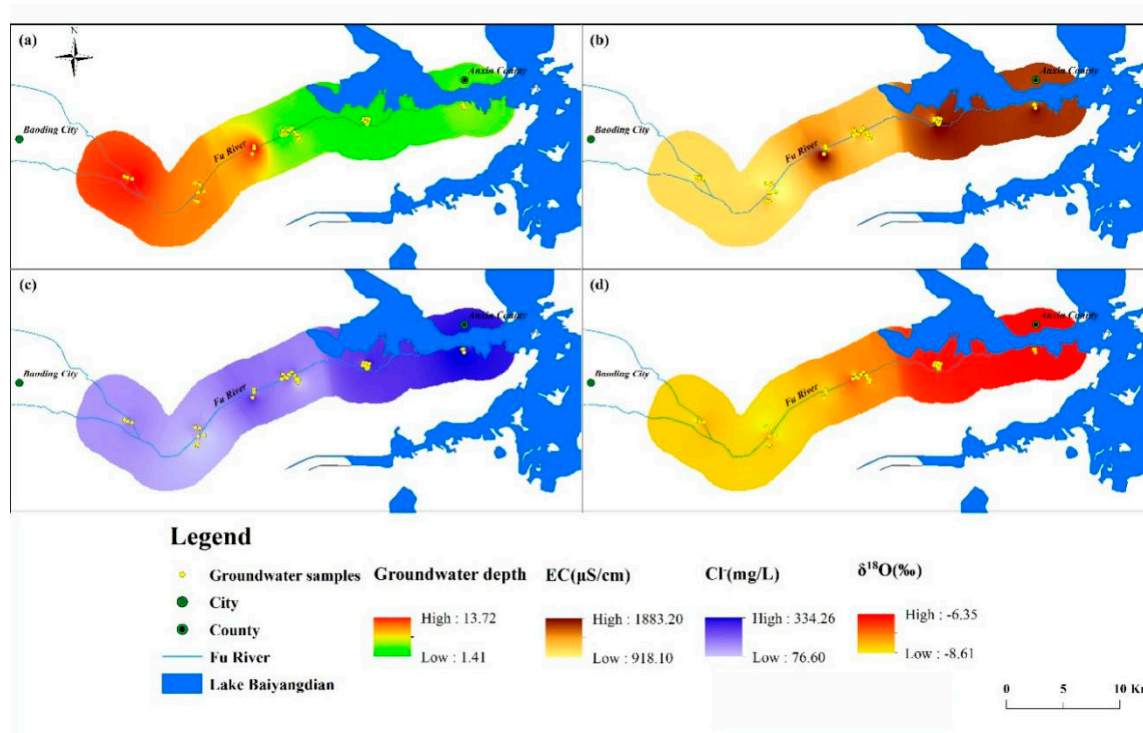 (a)
N
Baoding City
Fu River
Anxin County
(b)
Baoding City
Fu River
Anxin County
(c)
Baoding City
Fu River
Anxin County
(d)
Baoding City
Fu River
Anxin County
Legend
Groundwater samples
City
County
Fu River
Lake Baiyangdian
Groundwater depth
High : 13.72
Low : 1.41
EC(μS/cm)
High : 1883.20
Low : 918.10
Cl⁻(mg/L)
High : 334.26
Low : 76.60
δ¹⁸O(‰)
High : -6.35
Low : -8.61
0 5 10 K